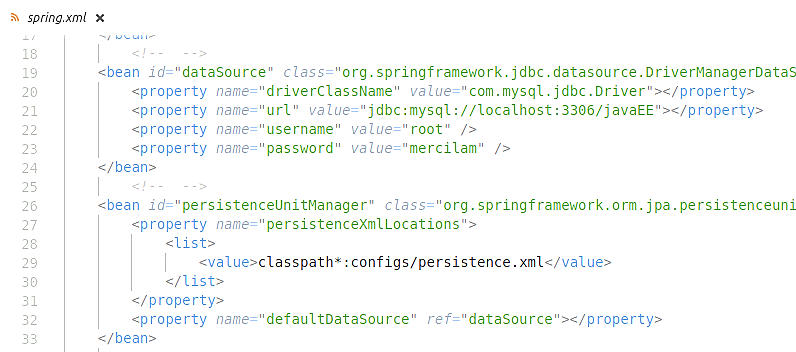 spring.xml ×
17 </bean>
18 <!--  -->
19 <bean id="dataSource" class="org.springframework.jdbc.datasource.DriverManagerDataS
20 <property name="driverClassName" value="com.mysql.jdbc.Driver"></property>
21 <property name="url" value="jdbc:mysql://localhost:3306/javaEE"></property>
22 <property name="username" value="root" />
23 <property name="password" value="mercilam" />
24 </bean>
25 <!--  -->
26 <bean id="persistenceUnitManager" class="org.springframework.orm.jpa.persistenceuni
27 <property name="persistenceXmlLocations">
28 <list>
29 <value>classpath*:configs/persistence.xml</value>
30 </list>
31 </property>
32 <property name="defaultDataSource" ref="dataSource"></property>
33 </bean>